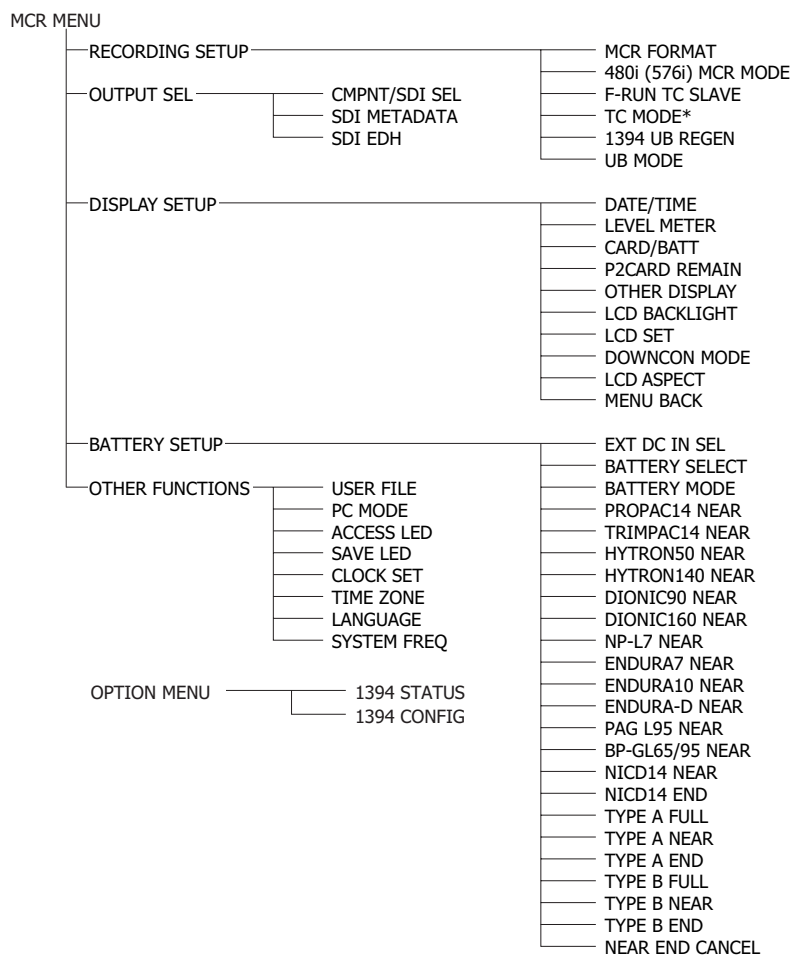 MCR MENU
RECORDING SETUP
MCR FORMAT
480i (576i) MCR MODE
F-RUN TC SLAVE
TC MODE*
1394 UB REGEN
UB MODE
OUTPUT SEL
CMPNT/SDI SEL
SDI METADATA
SDI EDH
DISPLAY SETUP
DATE/TIME
LEVEL METER
CARD/BATT
P2CARD REMAIN
OTHER DISPLAY
LCD BACKLIGHT
LCD SET
DOWNCON MODE
LCD ASPECT
MENU BACK
BATTERY SETUP
EXT DC IN SEL
BATTERY SELECT
BATTERY MODE
PROPAC14 NEAR
TRIMPAC14 NEAR
HYTRON50 NEAR
HYTRON140 NEAR
DIONIC90 NEAR
DIONIC160 NEAR
NP-L7 NEAR
ENDURA7 NEAR
ENDURA10 NEAR
ENDURA-D NEAR
PAG L95 NEAR
BP-GL65/95 NEAR
NICD14 NEAR
NICD14 END
TYPE A FULL
TYPE A NEAR
TYPE A END
TYPE B FULL
TYPE B NEAR
TYPE B END
NEAR END CANCEL
OTHER FUNCTIONS
USER FILE
PC MODE
ACCESS LED
SAVE LED
CLOCK SET
TIME ZONE
LANGUAGE
SYSTEM FREQ
OPTION MENU
1394 STATUS
1394 CONFIG